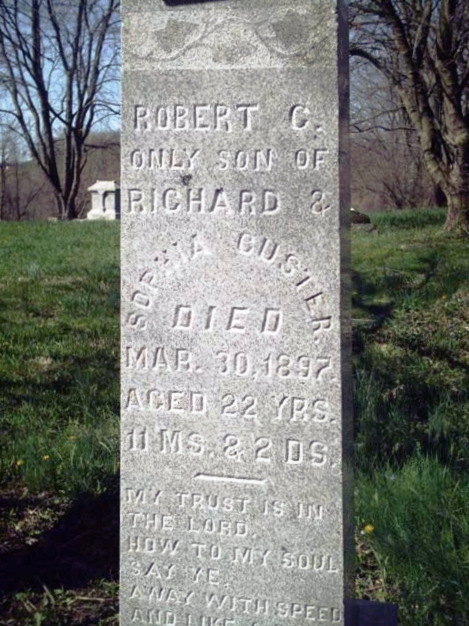 ROBERT C.
ONLY SON OF
RICHARD &
SOPHIA CUSTER
DIED
MAR. 30, 1897.
AGED 22 YRS.
11 MS. & 2 DS.
MY TRUST IS IN
THE LORD.
HOW TO MY SOUL
SAY YE;
AWAY WITH SPEED
AND LIKE